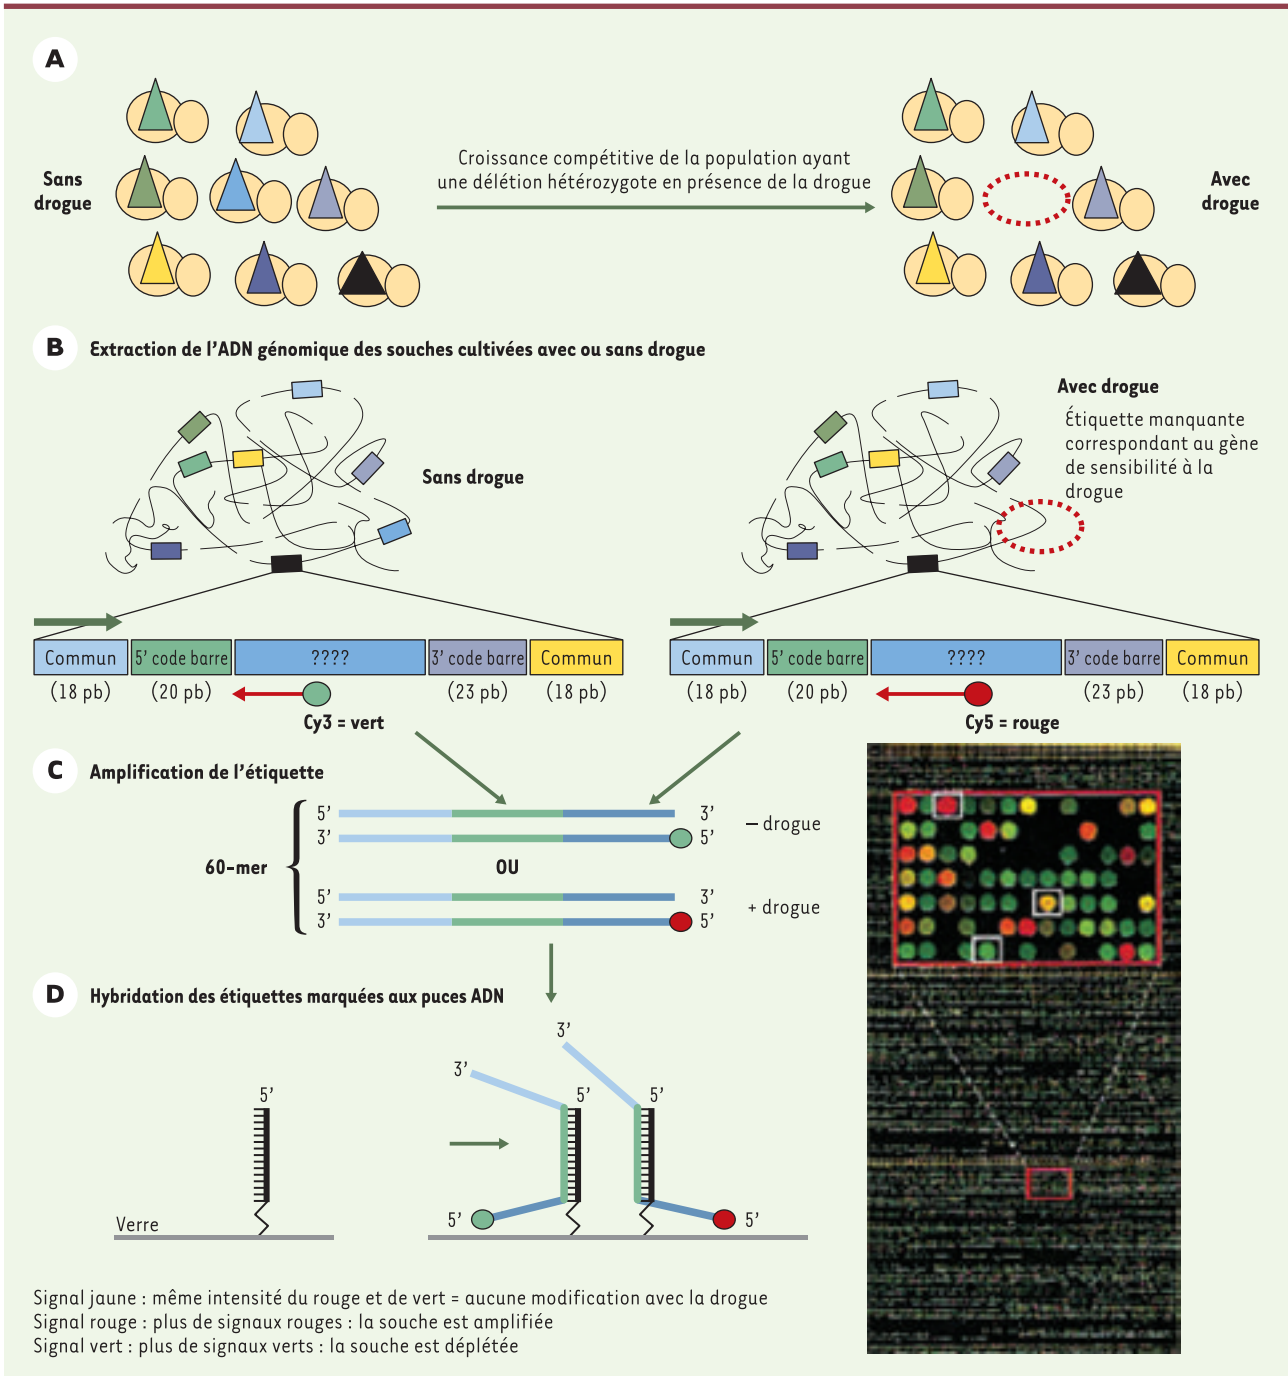 A
Sans
drogue
Croissance compétitive de la population ayant
une délétion hétérozygote en présence de la drogue
Avec
drogue
B
Extraction de l’ADN génomique des souches cultivées avec ou sans drogue
Sans drogue
Avec drogue
Étiquette manquante
correspondant au gène
de sensibilité à la
drogue
Commun
5’ code barre
????
3’ code barre
Commun
(18 pb)
(20 pb)
(23 pb)
(18 pb)
Cy3 = vert
Commun
5’ code barre
????
3’ code barre
Commun
(18 pb)
(20 pb)
(23 pb)
(18 pb)
Cy5 = rouge
C
Amplification de l’étiquette
5’
3’
– drogue
3’
5’
60-mer
OU
5’
3’
+ drogue
3’
5’
D
Hybridation des étiquettes marquées aux puces ADN
3’
3’
5’
5’
5’
5’
5’
Verre
Signal jaune : même intensité du rouge et de vert = aucune modification avec la drogue
Signal rouge : plus de signaux rouges : la souche est amplifiée
Signal vert : plus de signaux verts : la souche est déplétée